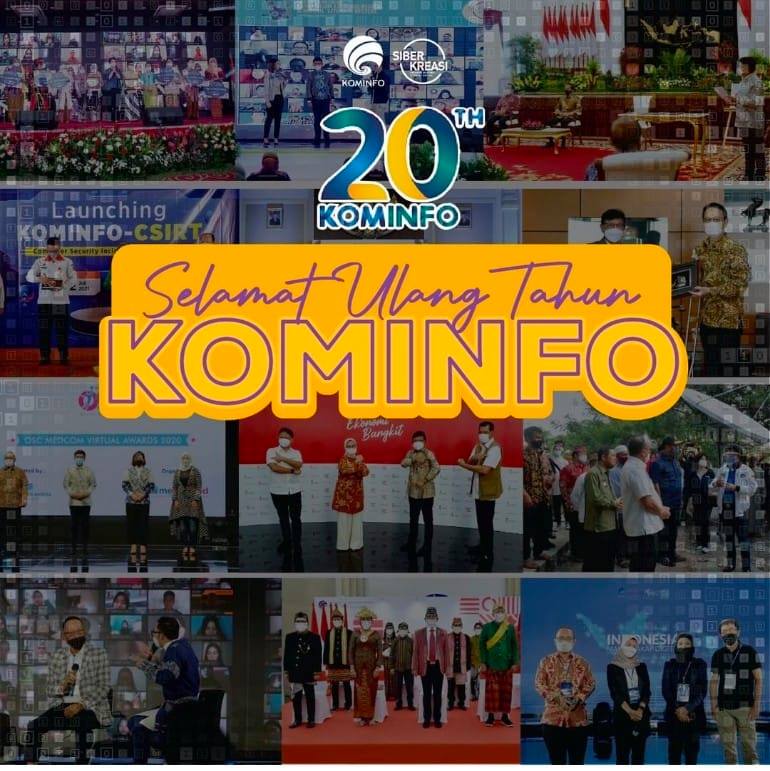 KOMINFO
SIBER
KREASI
20TH
KOMINFO
Selamat Ulang Tahun
KOMINFO
Launching
KOMINFO-CSIRT
OSC MEDCOM VIRTUAL AWARDS 2020
Ekonomi
Bangkit
INDONESIA